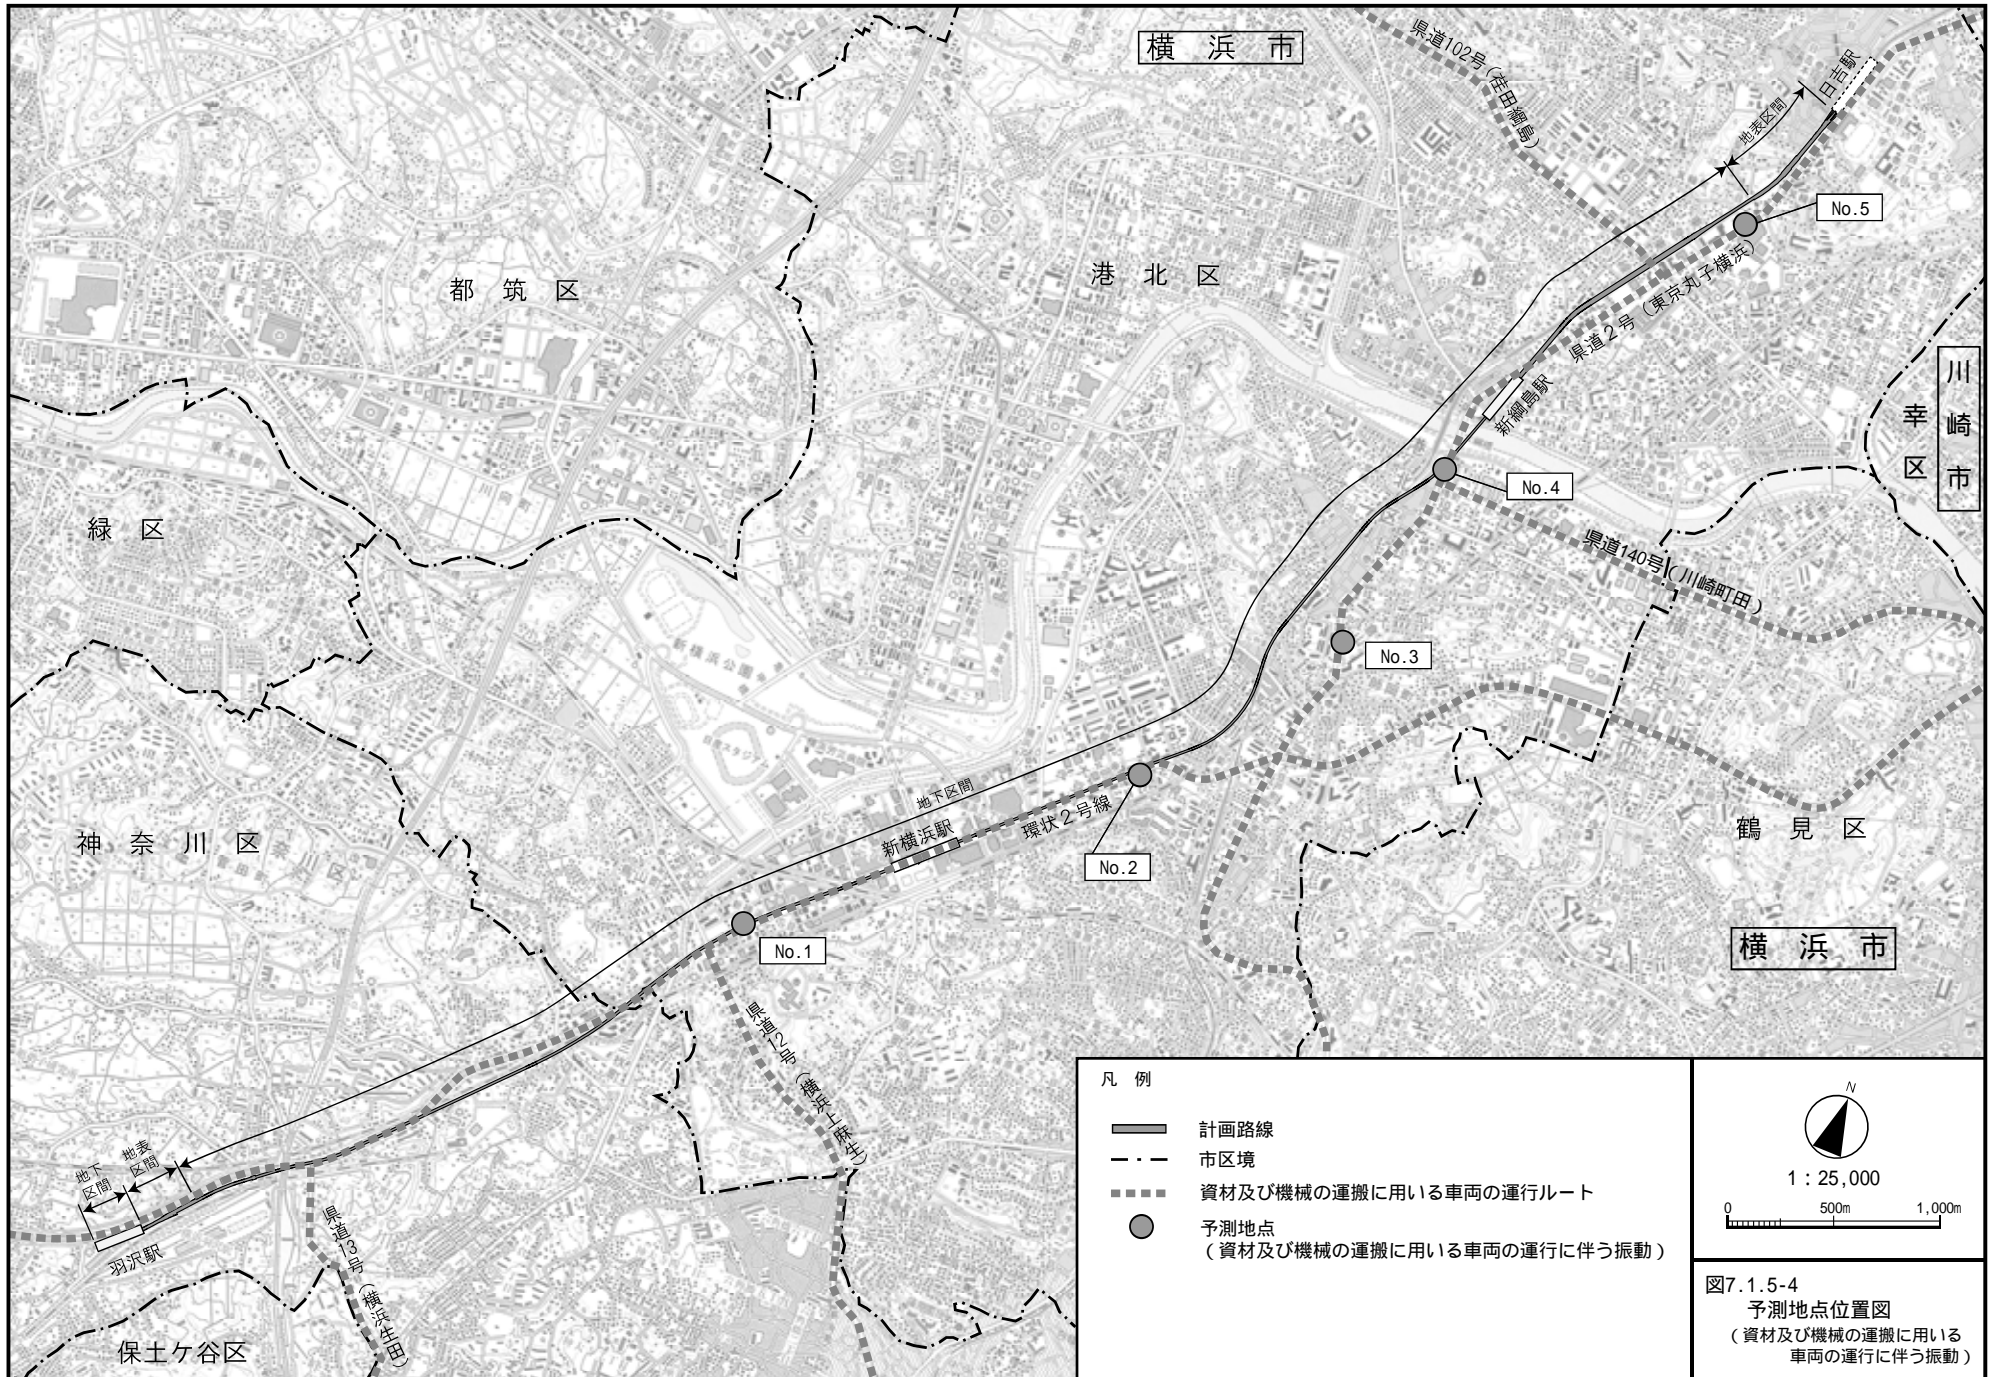 横浜市
県道102号（荏田綱島）
日吉駅
地表区間
No.5
都筑区
港北区
県道２号（東京丸子横浜）
川崎市
幸区
新綱島駅
No.4
緑区
県道140号（川崎町田）
新横浜公園
No.3
地下区間
環状２号線
新横浜駅
No.2
神奈川区
鶴見区
No.1
横浜市
県道12号（横浜上麻生）
地下
区間
地表
区間
羽沢駅
県道13号（横浜生田）
保土ケ谷区
凡 例
計画路線
市区境
資材及び機械の運搬に用いる車両の運行ルート
予測地点
（資材及び機械の運搬に用いる車両の運行に伴う振動）
N
1：25,000
0 500m 1,000m
図7.1.5-4
予測地点位置図
（資材及び機械の運搬に用いる
車両の運行に伴う振動）